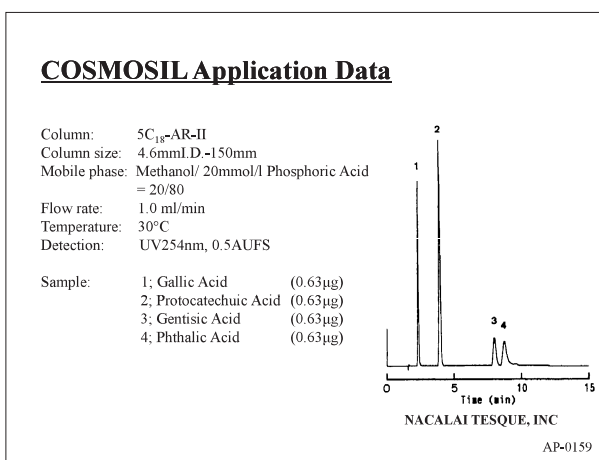 COSMOSIL Application Data
Column: 5C18-AR-II
Column size: 4.6mmI.D.-150mm
Mobile phase: Methanol/ 20mmol/l Phosphoric Acid
= 20/80
Flow rate: 1.0 ml/min
Temperature: 30°C
Detection: UV254nm, 0.5AUFS
Sample: 1; Gallic Acid (0.63μg)
2; Protocatechuic Acid (0.63μg)
3; Gentisic Acid (0.63μg)
4; Phthalic Acid (0.63μg)
2
1
3 4
0 5 10 15
Time (min)
NACALAI TESQUE, INC
AP-0159